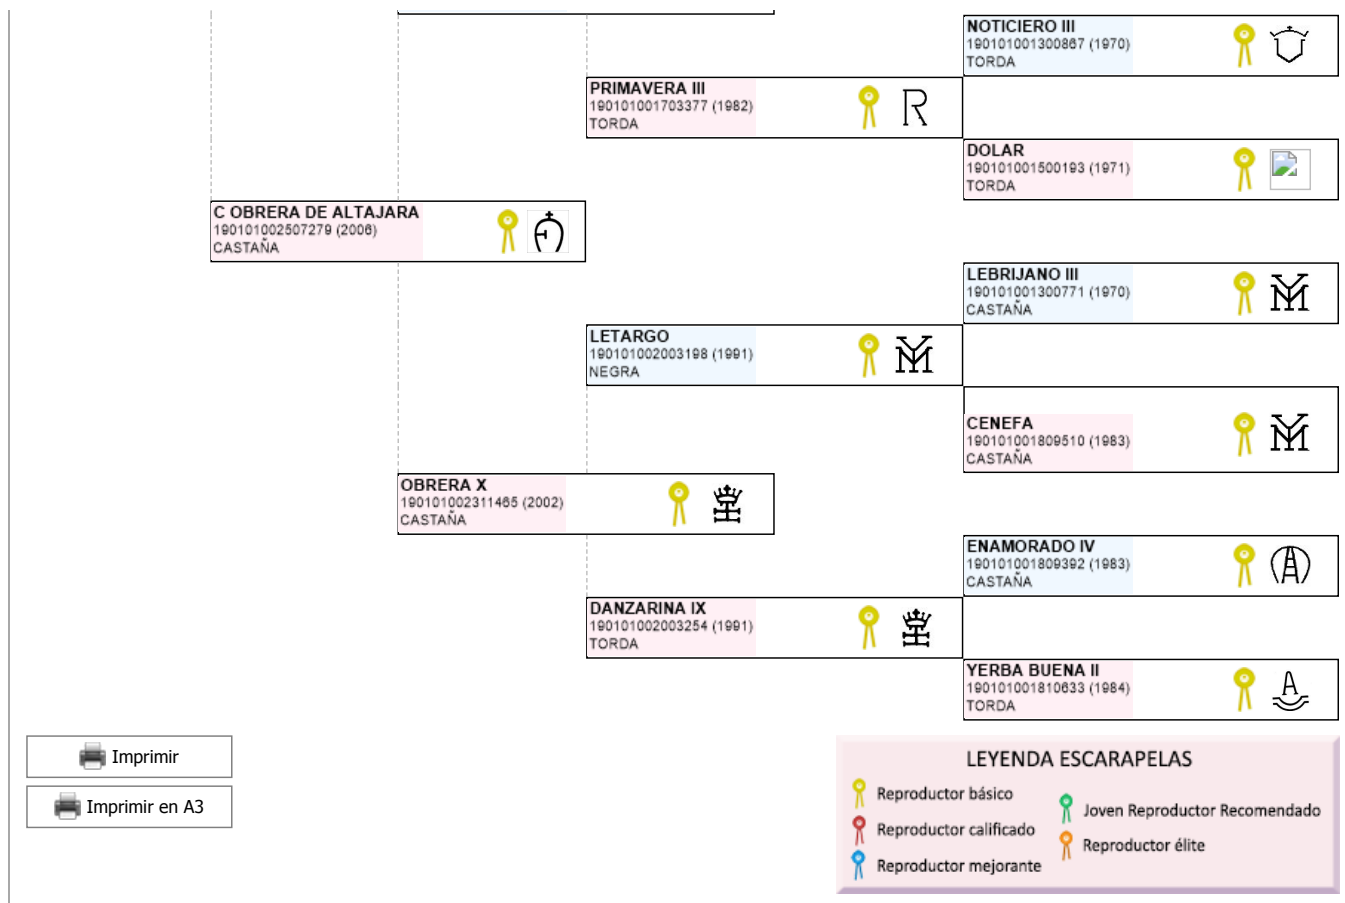 NOTICIERO III
190101001300867 (1970)
TORDA
PRIMAVERA III
190101001703377 (1982)
TORDA
R
DOLAR
190101001500193 (1971)
TORDA
C OBRERA DE ALTAJARA
190101002507279 (2006)
CASTAÑA
LEBRIJANO III
190101001300771 (1970)
CASTAÑA
LETARGO
190101002003198 (1991)
NEGRA
CENEFA
190101001809510 (1983)
CASTAÑA
OBRERA X
190101002311465 (2002)
CASTAÑA
ENAMORADO IV
190101001809392 (1983)
CASTAÑA
A
DANZARINA IX
190101002003254 (1991)
TORDA
YERBA BUENA II
190101001810633 (1984)
TORDA
A
Imprimir
Imprimir en A3
LEYENDA ESCARAPELAS
Reproductor básico
Reproductor calificado
Reproductor mejorante
Joven Reproductor Recomendado
Reproductor élite